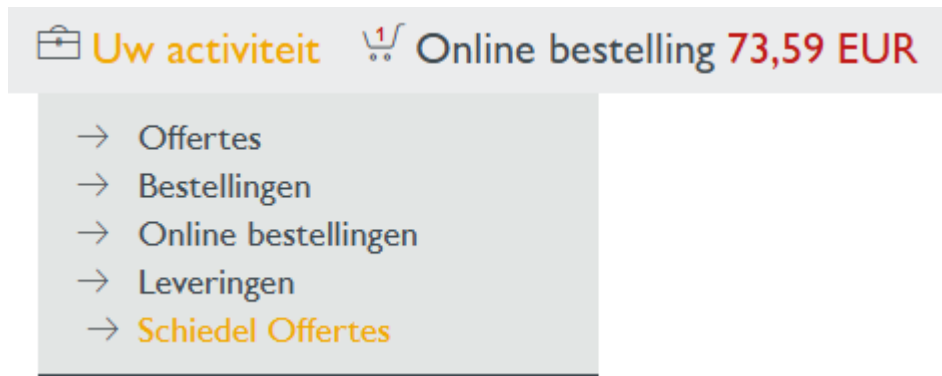 Uw activiteit 1 Online bestelling 73,59 EUR
Offertes
Bestellingen
Online bestellingen
Leveringen
Schiedel Offertes